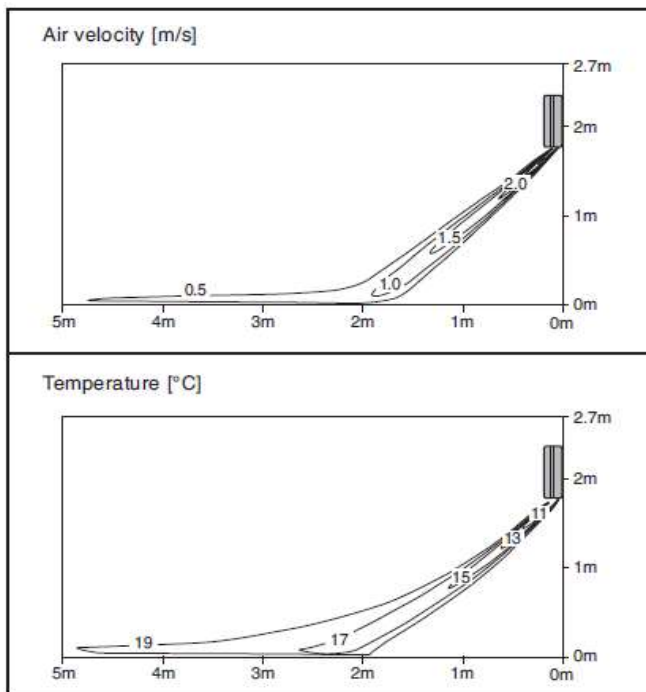 Air velocity [m/s]
2.7m
2m
2.0
1m
1.5
1.0
0.5
0m
5m 4m 3m 2m 1m 0m
Temperature [°C]
2.7m
2m
11
13
1m
15
17
19
0m
5m 4m 3m 2m 1m 0m